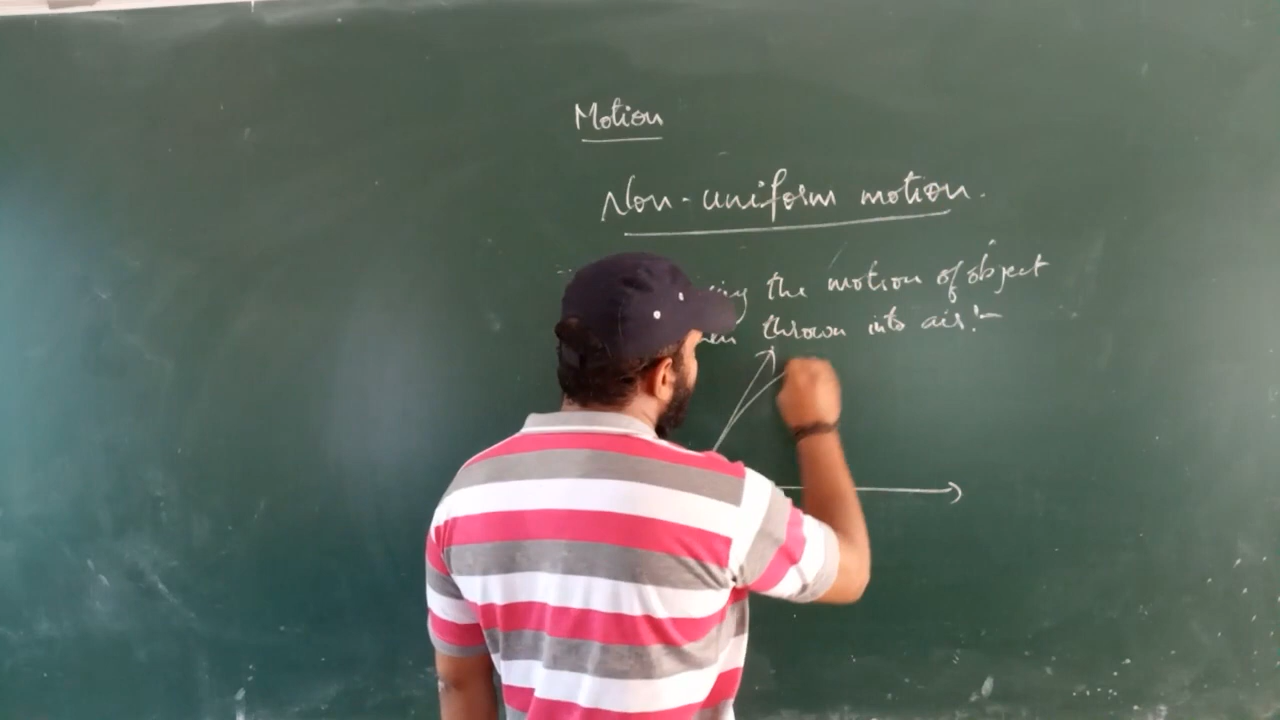 Motion
Non-uniform motion.
the motion of object
thrown into air:-